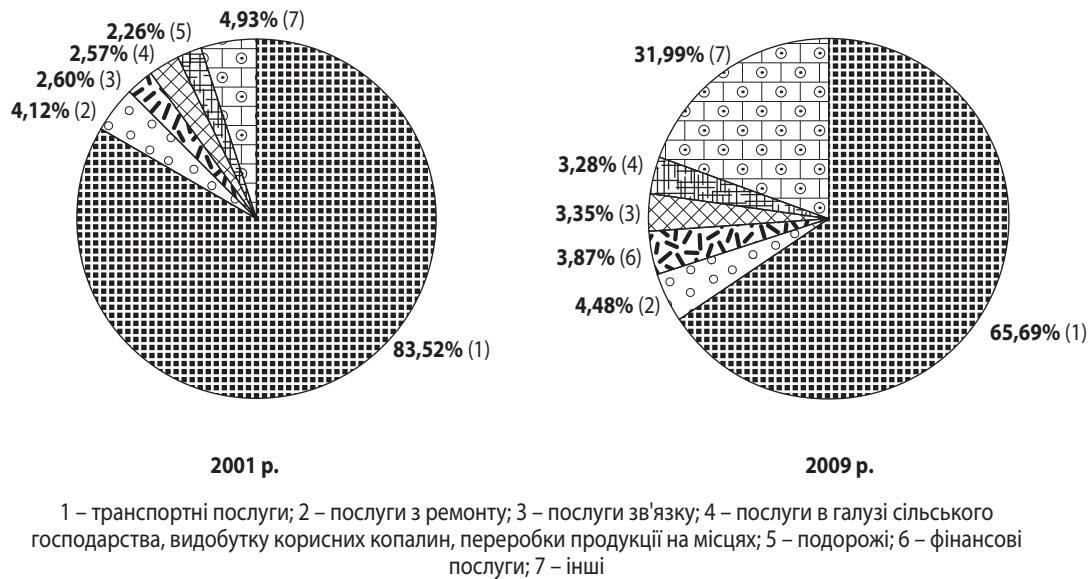 4,93% (7)
2,26% (5)
2,57% (4)
2,60% (3)
4,12% (2)
83,52% (1)
2001 р.
31,99% (7)
3,28% (4)
3,35% (3)
3,87% (6)
4,48% (2)
65,69% (1)
2009 р.
1 – транспортні послуги; 2 – послуги з ремонту; 3 – послуги зв'язку; 4 – послуги в галузі сільського
господарства, видобутку корисних копалин, переробки продукції на місцях; 5 – подорожі; 6 – фінансові
послуги; 7 – інші